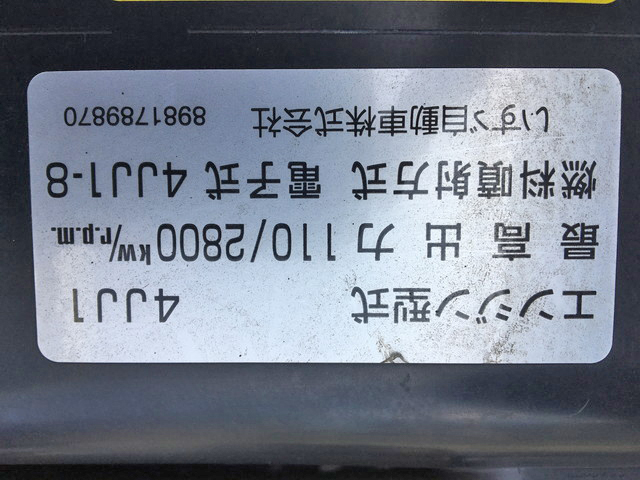 エンジン型式 4JJ1
最高出力 110/2800kW/r.p.m.
燃料噴射方式 電子式 4JJ1-8
いすゞ自動車株式会社 8981789870